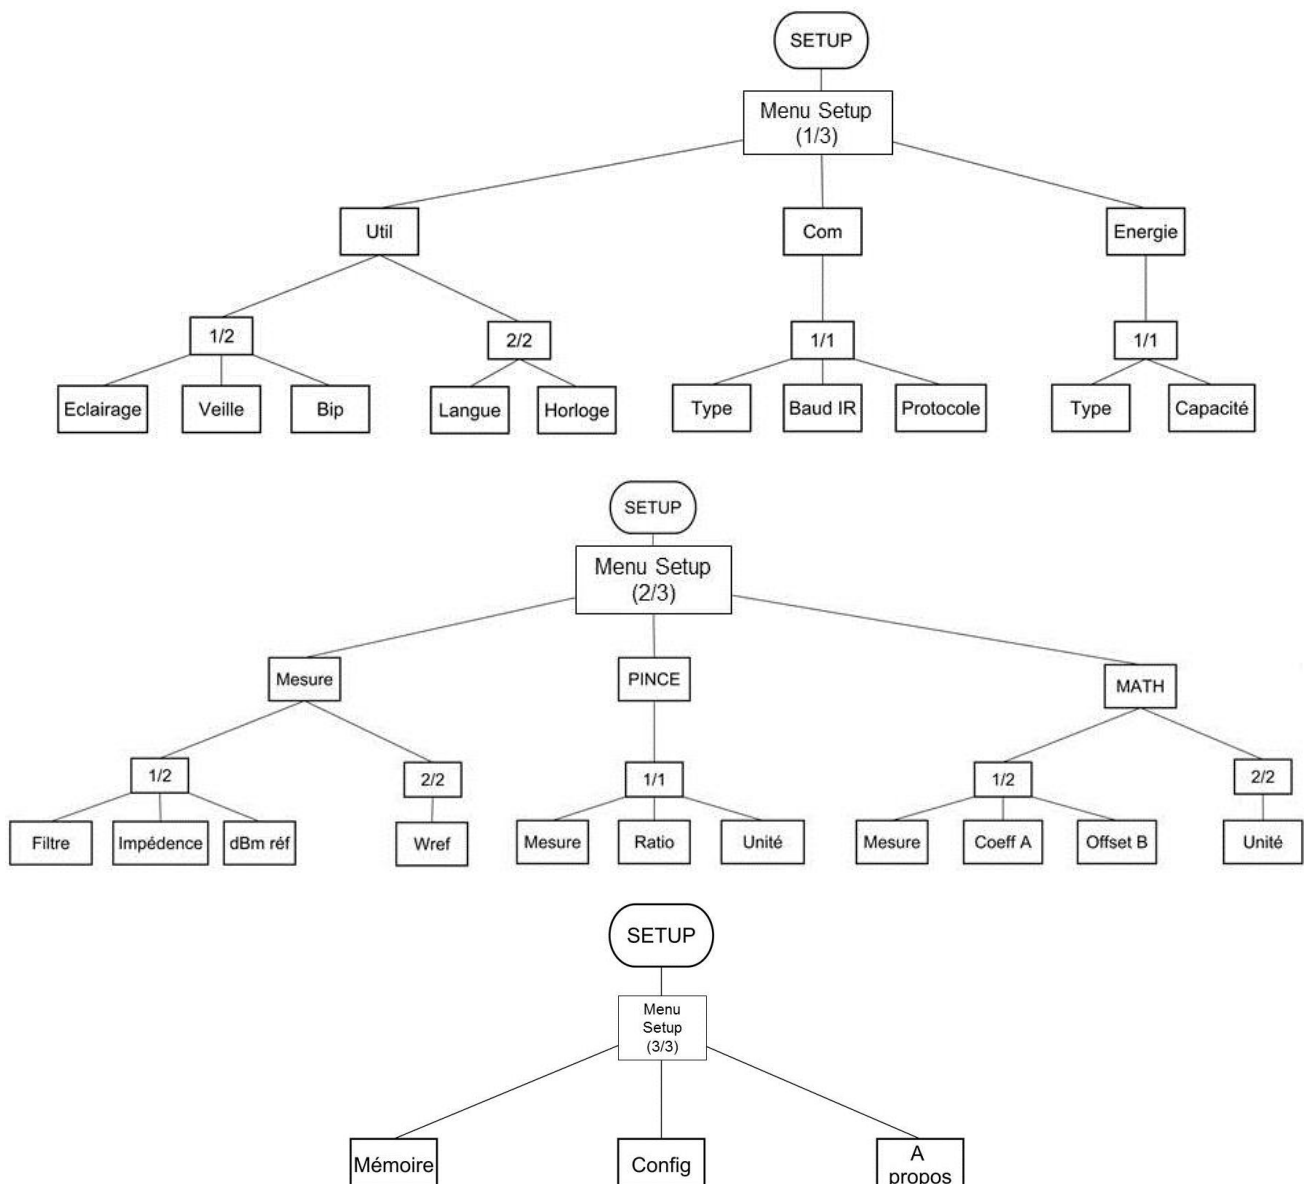 SETUP
Menu Setup
(1/3)
Util
Com
Energie
1/2
2/2
1/1
1/1
Eclairage
Veille
Bip
Langue
Horloge
Type
Baud IR
Protocole
Type
Capacité
SETUP
Menu Setup
(2/3)
Mesure
PINCE
MATH
1/2
2/2
1/1
1/2
2/2
Filtre
Impédence
dBm réf
Wref
Mesure
Ratio
Unité
Mesure
Coeff A
Offset B
Unité
SETUP
Menu
Setup
(3/3)
Mémoire
Config
A
propos